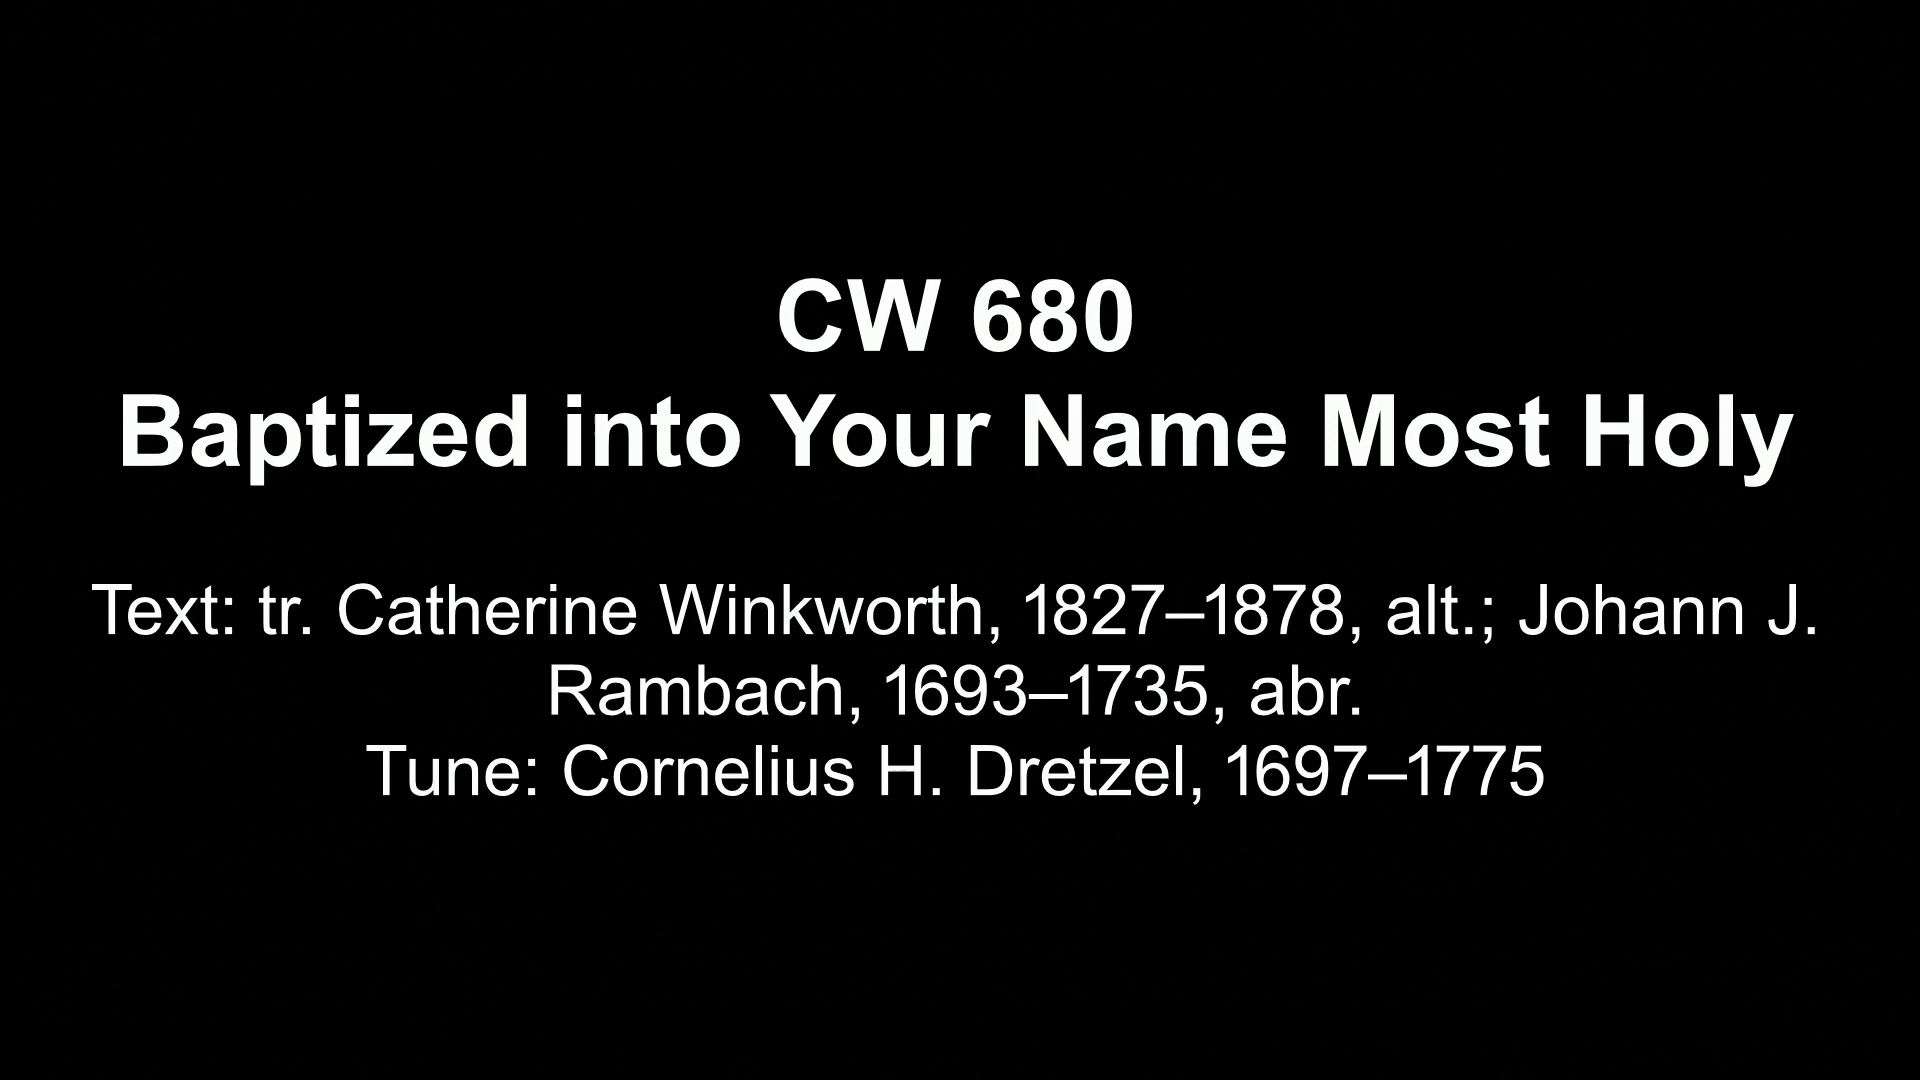 CW 680
Baptized into Your Name Most Holy
Text: tr. Catherine Winkworth, 1827–1878, alt.; Johann J.
Rambach, 1693–1735, abr.
Tune: Cornelius H. Dretzel, 1697–1775